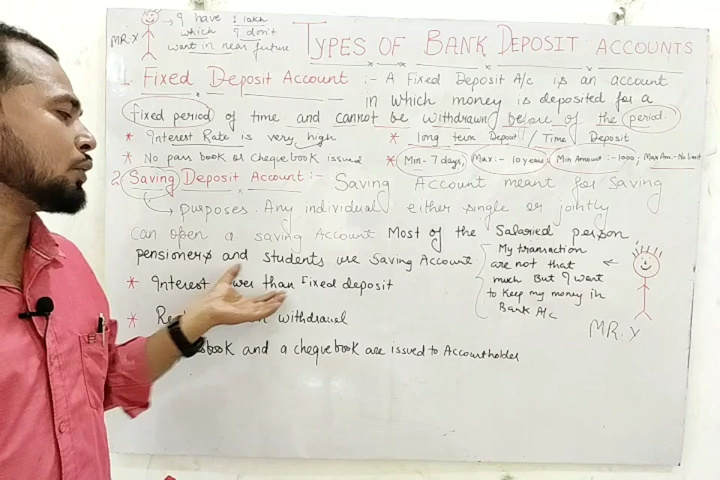 MR.X
→ I have 1 lakh
which I don't
want in near future
TYPES OF BANK DEPOSIT ACCOUNTS
1. Fixed Deposit Account :- A Fixed Deposit A/c is an account
in which money is deposited for a
fixed period of time and cannot be withdrawn before of the period.
* Interest Rate is very high
* long term Deposit / Time Deposit
* No pass book or cheque book issued
* Min - 7 days, Max :- 10 years, Min Amount :- 1000, Max Am:- No limit
2. Saving Deposit Account :- Saving Account meant for Saving
purposes. Any individual either single or jointly
Can open a saving Account Most of the Salaried person
pensioners and students use Saving Account
My transaction
are not that
much But I want
to keep my money in
Bank A/c
MR. X
* Interest lower than Fixed deposit
* withdrawal
book and a chequebook are issued to Accountholder